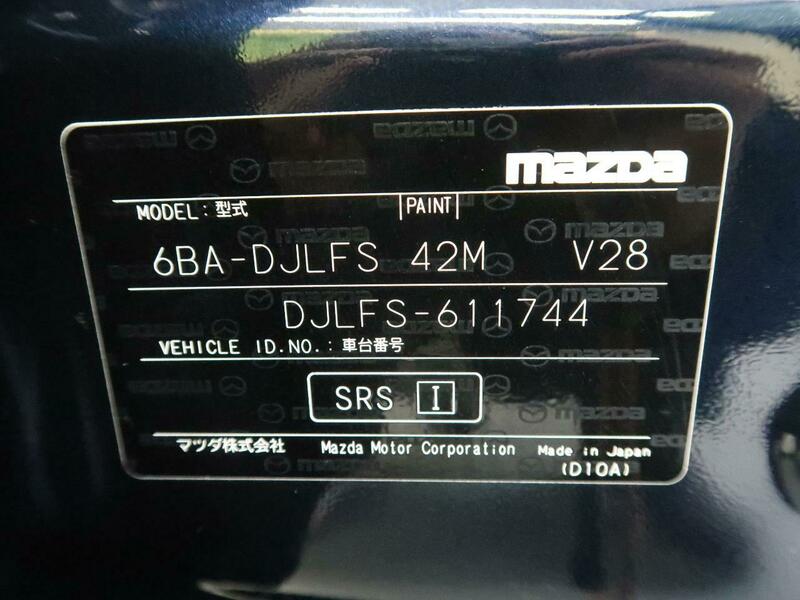 mazda
MODEL: 型式 PAINT
6BA-DJLFS 42M V28
DJLFS-611744
VEHICLE ID.NO.: 車台番号
SRS I
マツダ株式会社 Mazda Motor Corporation Made in Japan
(D10A)